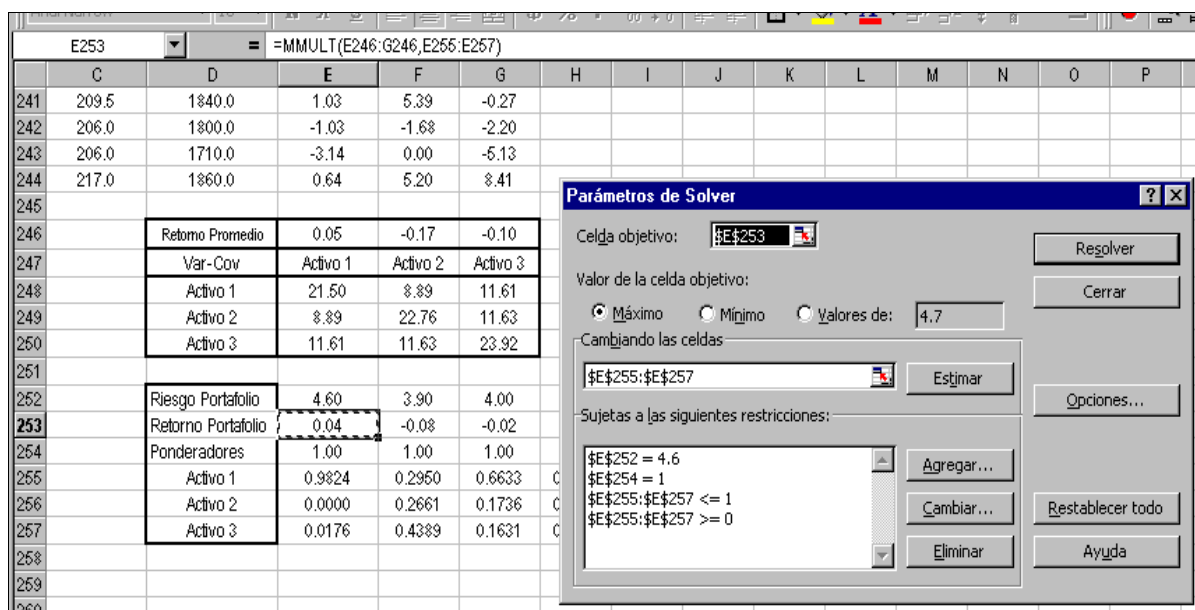 E253 = =MMULT(E246:G246,E255:E257)
C D E F G H I J K L M N O P
241 209.5 1840.0 1.03 5.39 -0.27
242 206.0 1800.0 -1.03 -1.68 -2.20
243 206.0 1710.0 -3.14 0.00 -5.13
244 217.0 1860.0 0.64 5.20 8.41
245
246 Retorno Promedio 0.05 -0.17 -0.10
247 Var-Cov Activo 1 Activo 2 Activo 3
248 Activo 1 21.50 8.89 11.61
249 Activo 2 8.89 22.76 11.63
250 Activo 3 11.61 11.63 23.92
251
252 Riesgo Portafolio 4.60 3.90 4.00
253 Retorno Portafolio 0.04 -0.08 -0.02
254 Ponderadores 1.00 1.00 1.00
255 Activo 1 0.9824 0.2950 0.6633
256 Activo 2 0.0000 0.2661 0.1736
257 Activo 3 0.0176 0.4389 0.1631
258
259
Parámetros de Solver
Celda objetivo: $E$253
Valor de la celda objetivo:
Máximo Mínimo Valores de: 4.7
Cambiando las celdas
$E$255:$E$257 Estimar
Sujetas a las siguientes restricciones:
$E$252 = 4.6
$E$254 = 1
$E$255:$E$257 <= 1
$E$255:$E$257 >= 0
Agregar...
Cambiar...
Eliminar
Resolver
Cerrar
Opciones...
Restablecer todo
Ayuda